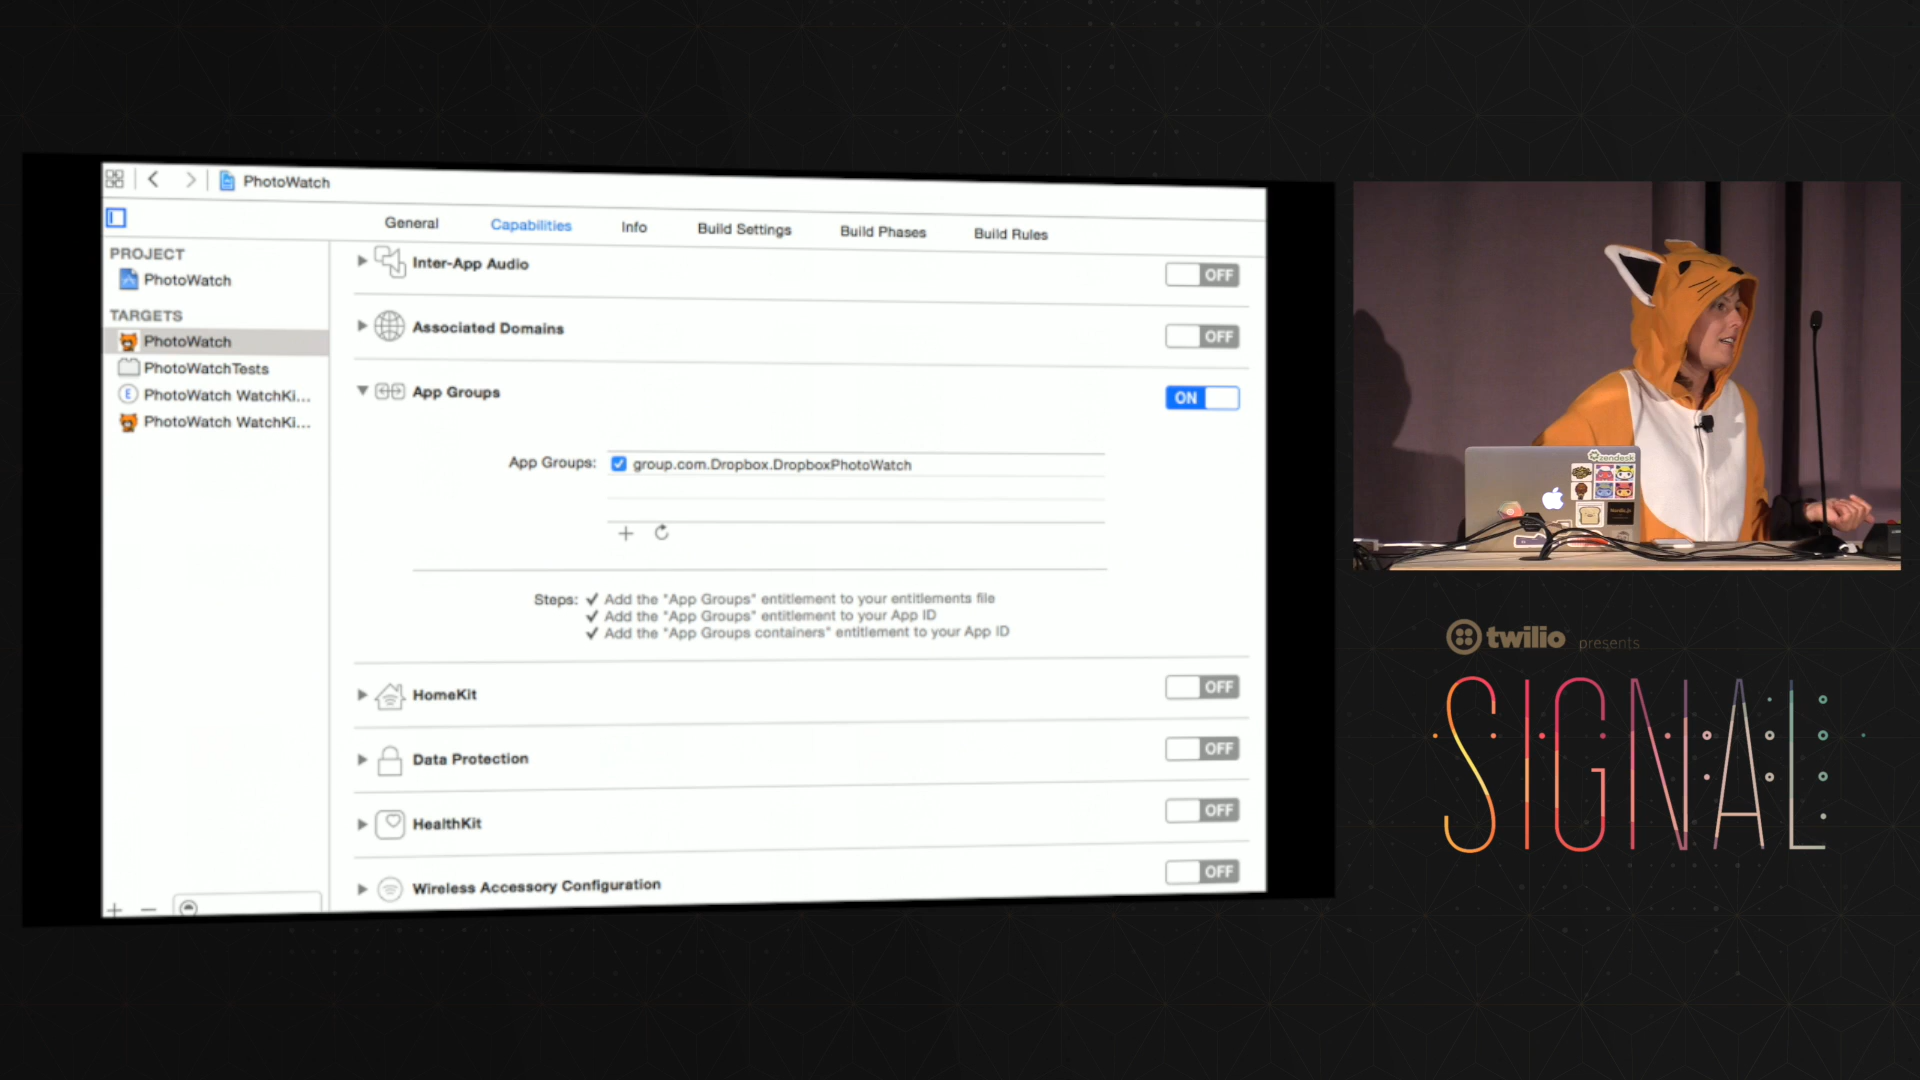 PhotoWatch
General Capabilities Info Build Settings Build Phases Build Rules
PROJECT
PhotoWatch
TARGETS
PhotoWatch
PhotoWatchTests
PhotoWatch WatchKi...
PhotoWatch WatchKi...
Inter-App Audio OFF
Associated Domains OFF
App Groups ON
App Groups: group.com.Dropbox.DropboxPhotoWatch
Steps: ✓ Add the "App Groups" entitlement to your entitlements file
✓ Add the "App Groups" entitlement to your App ID
✓ Add the "App Groups containers" entitlement to your App ID
HomeKit OFF
Data Protection OFF
HealthKit OFF
Wireless Accessory Configuration OFF
zendesk
twilio presents
SIGNAL